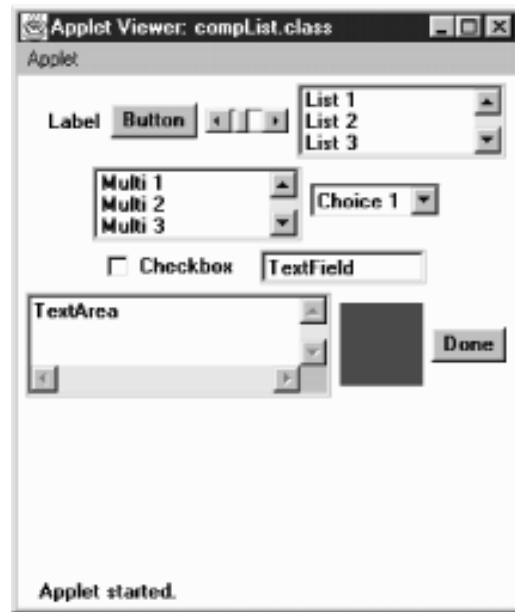 Applet Viewer: compList.class
Applet
Label Button
List 1
List 2
List 3
Multi 1
Multi 2
Multi 3
Choice 1
Checkbox TextField
TextArea
Done
Applet started.